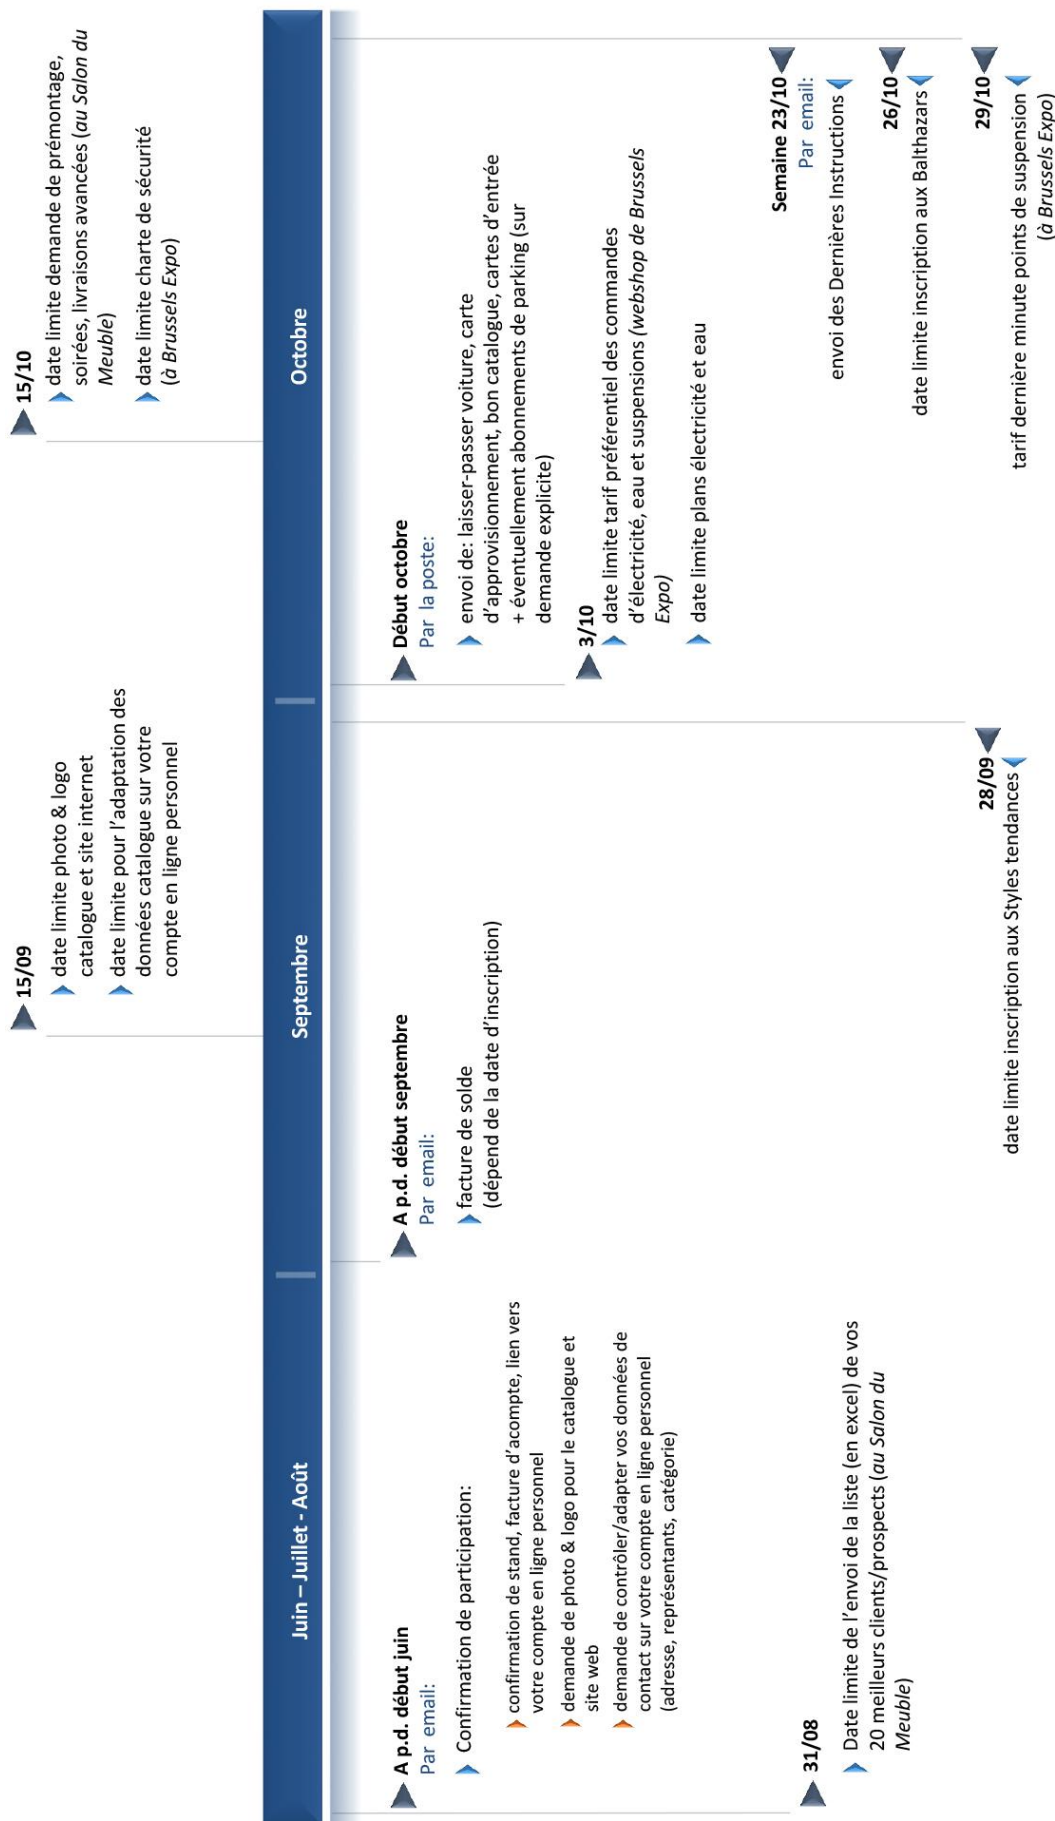 15/09
date limite photo & logo
catalogue et site internet
date limite pour l'adaptation des
données catalogue sur votre
compte en ligne personnel
15/10
date limite demande de prémontage,
soirées, livraisons avancées (au Salon du
Meuble)
date limite charte de sécurité
(à Brussels Expo)
Juin – Juillet - Août
Septembre
Octobre
A p.d. début juin
Par email:
Confirmation de participation:
confirmation de stand, facture d'acompte, lien vers
votre compte en ligne personnel
demande de photo & logo pour le catalogue et
site web
demande de contrôler/adapter vos données de
contact sur votre compte en ligne personnel
(adresse, représentants, catégorie)
31/08
Date limite de l'envoi de la liste (en excel) de vos
20 meilleurs clients/prospects (au Salon du
Meuble)
A p.d. début septembre
Par email:
facture de solde
(dépend de la date d'inscription)
28/09
date limite inscription aux Styles tendances
Début octobre
Par la poste:
envoi de: laisser-passer voiture, carte
d'approvisionnement, bon catalogue, cartes d'entrée
+ éventuellement abonnements de parking (sur
demande explicite)
3/10
date limite tarif préférentiel des commandes
d'électricité, eau et suspensions (webshop de Brussels
Expo)
date limite plans électricité et eau
Semaine 23/10
Par email:
envoi des Dernières Instructions
26/10
date limite inscription aux Balthazars
29/10
tarif dernière minute points de suspension
(à Brussels Expo)